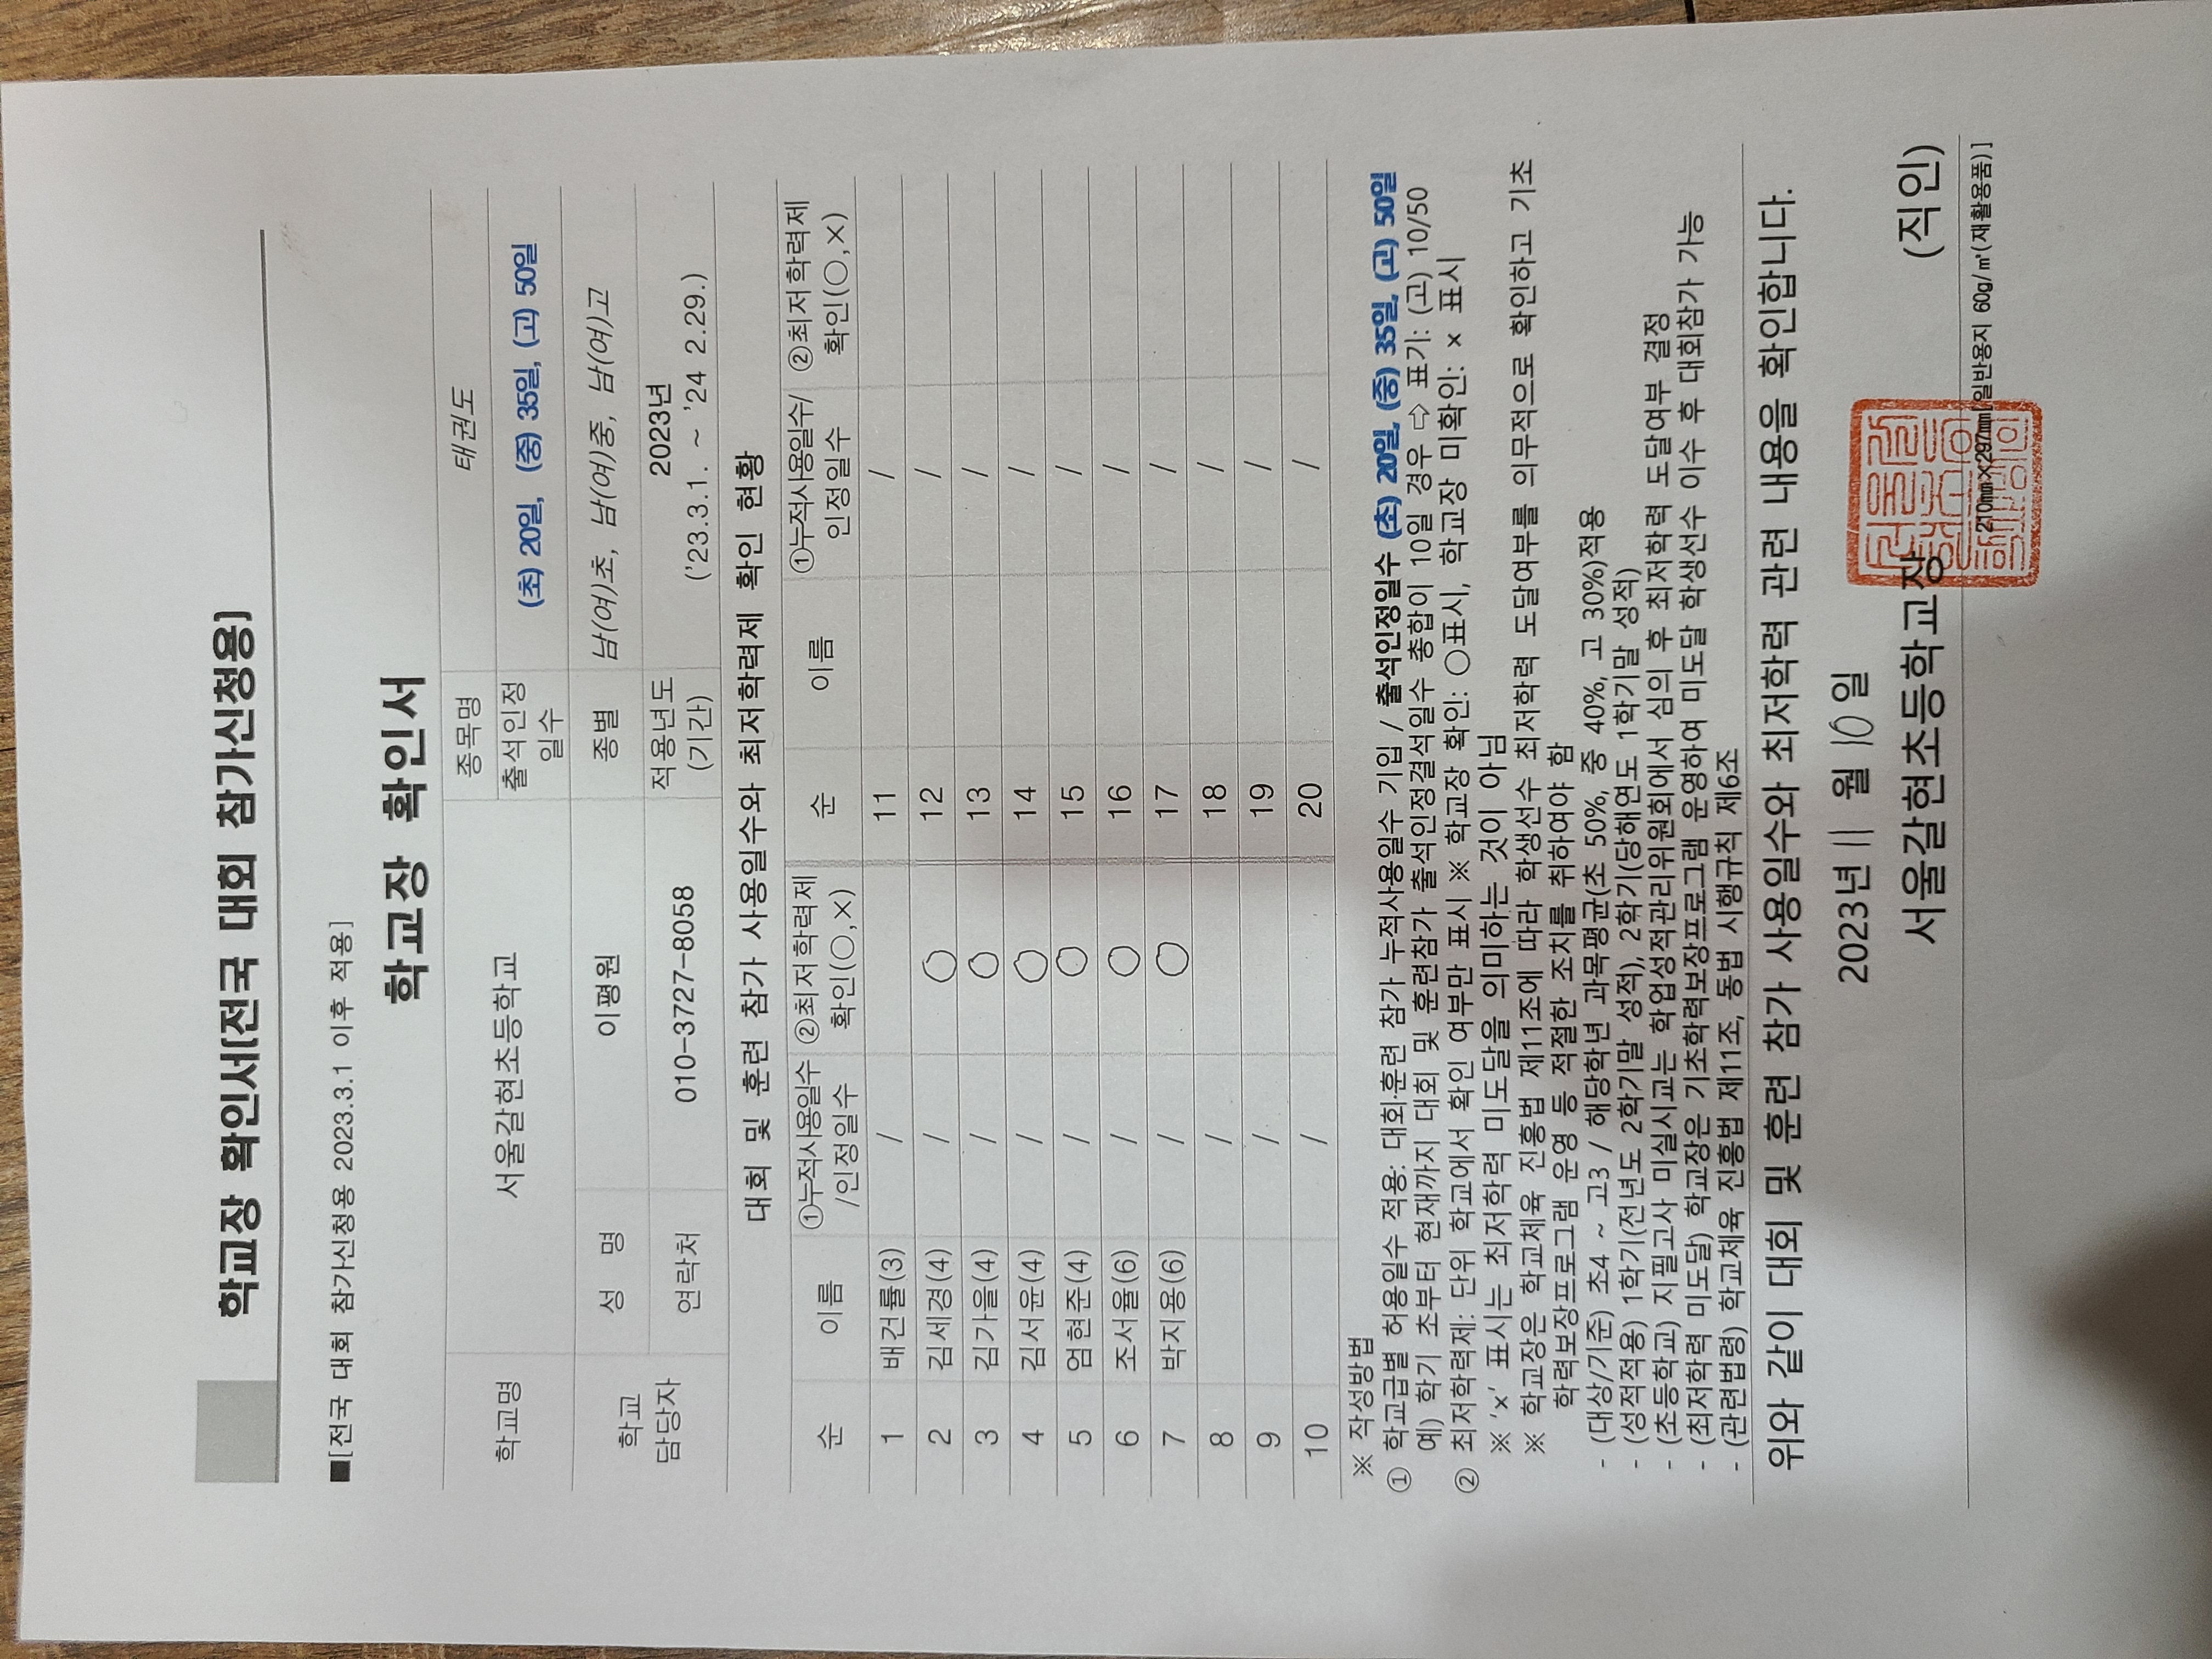 학교장 확인서[전국 대회 참가신청용]
■[전국 대회 참가신청용 2023.3.1 이후 적용]
학교장 확인서
학교명 서울갈현초등학교 종목명 태권도
출석인정일수 (초) 20일, (중) 35일, (고) 50일
학교 담당자 성 명 이평원 종별 남(여)초, 남(여)중, 남(여)고
연락처 010-3727-8058 적용년도(기간) 2023년 ('23.3.1. ~ '24 2.29.)
대회 및 훈련 참가 사용일수와 최저학력제 확인 현황
순 이름 ①누적사용일수/인정일수 ②최저학력제 확인(○,×) 순 이름 ①누적사용일수/인정일수 ②최저학력제 확인(○,×)
1 배건률(3) / 11 /
2 김세경(4) / ○ 12 /
3 김가을(4) / ○ 13 /
4 김서윤(4) / ○ 14 /
5 엄현준(4) / ○ 15 /
6 조서율(6) / ○ 16 /
7 박지용(6) / ○ 17 /
8 / 18 /
9 / 19 /
10 / 20 /
※ 작성방법
① 학교급별 허용일수 적용: 대회·훈련 참가 누적사용일수 기입 / 출석인정일수 (초) 20일, (중) 35일, (고) 50일
예) 학기 초부터 현재까지 대회 및 훈련참가 출석인정결석일수 총합이 10일 경우 ⇨ 표기: (고) 10/50
② 최저학력제: 단위 학교에서 확인 여부만 표시 ※ 학교장 확인: ○표시, 학교장 미확인: × 표시
※ '×' 표시는 최저학력 미도달을 의미하는 것이 아님
※ 학교장은 학교체육 진흥법 제11조에 따라 학생선수 최저학력 도달여부를 의무적으로 확인하고 기초
학력보장프로그램 운영 등 적절한 조치를 취하여야 함
- (대상/기준) 초4 ~ 고3 / 해당학년 과목평균(초 50%, 중 40%, 고 30%)적용
- (성적적용) 1학기(전년도 2학기말 성적), 2학기(당해연도 1학기말 성적)
- (초등학교) 지필고사 미실시교는 학업성적관리위원회에서 심의 후 최저학력 도달여부 결정
- (최저학력 미도달) 학교장은 기초학력보장프로그램 운영하여 미도달 학생선수 이수 후 대회참가 가능
- (관련법령) 학교체육 진흥법 제11조, 동법 시행규칙 제6조
위와 같이 대회 및 훈련 참가 사용일수와 최저학력 관련 내용을 확인합니다.
2023년 11 월 10 일
서울갈현초등학교장 (직인)
210㎜×297㎜[일반용지 60g/㎡(재활용품)]